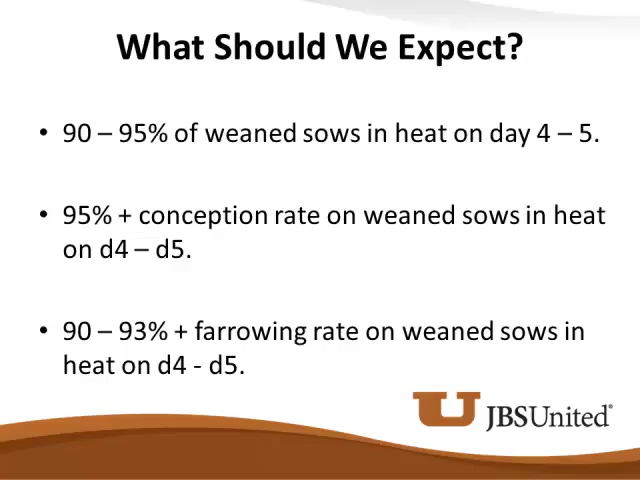 What Should We Expect?
• 90 – 95% of weaned sows in heat on day 4 – 5.
• 95% + conception rate on weaned sows in heat
on d4 – d5.
• 90 – 93% + farrowing rate on weaned sows in
heat on d4 - d5.
JBSUnited®